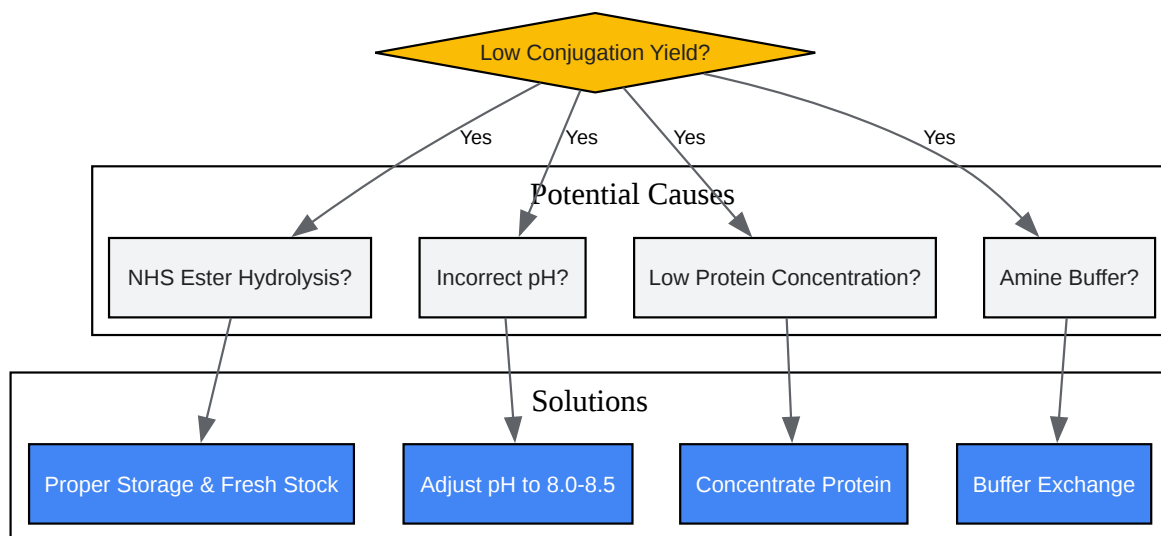 Low Conjugation Yield?
Yes
Yes
Yes
Yes
Potential Causes
NHS Ester Hydrolysis?
Incorrect pH?
Low Protein Concentration?
Amine Buffer?
Solutions
Proper Storage & Fresh Stock
Adjust pH to 8.0-8.5
Concentrate Protein
Buffer Exchange